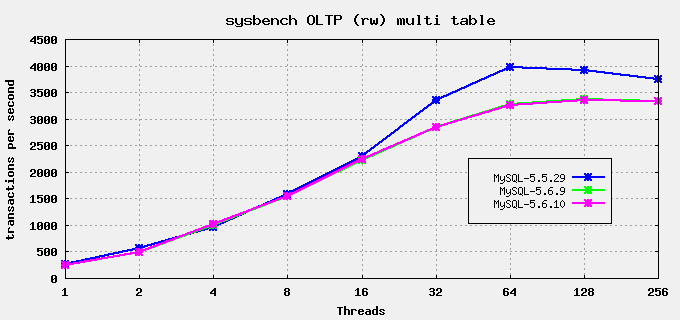 sysbench OLTP (rw) multi table
transactions per second
4500
4000
3500
3000
2500
2000
1500
1000
500
0
MySQL-5.5.29
MySQL-5.6.9
MySQL-5.6.10
1 2 4 8 16 32 64 128 256
Threads